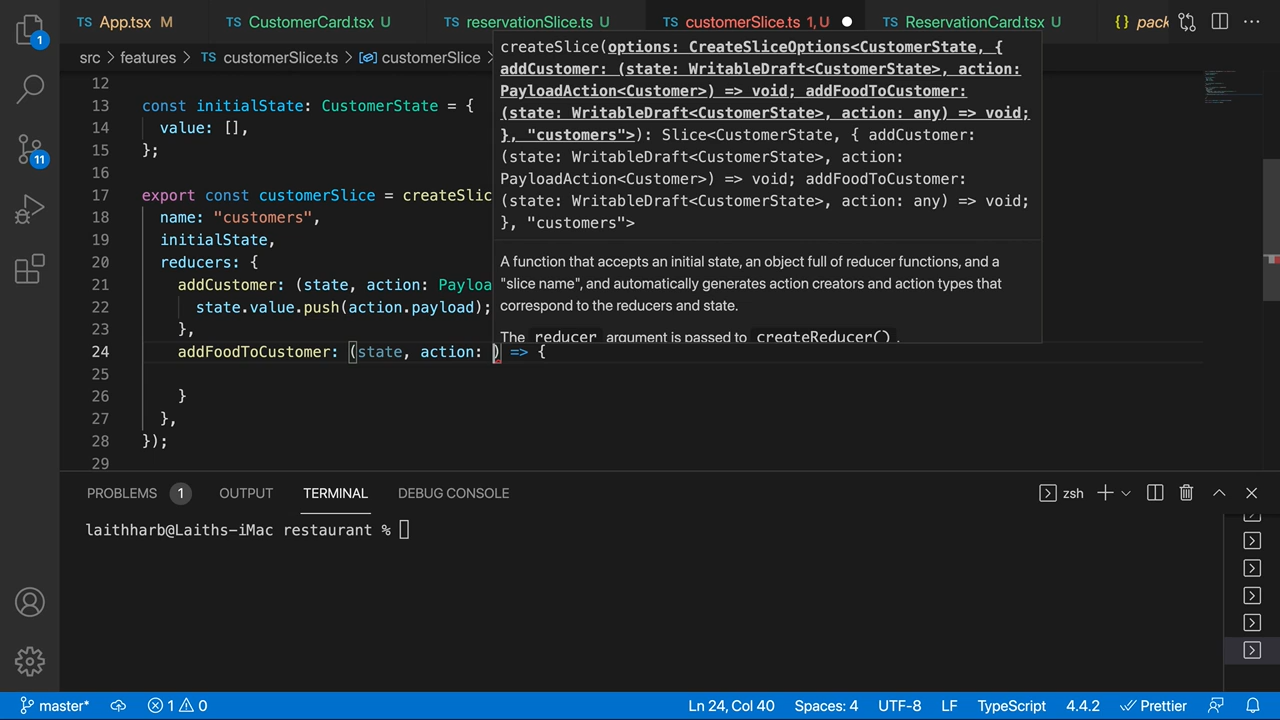 TS App.tsx M
TS CustomerCard.tsx U
TS reservationSlice.ts U
TS customerSlice.ts 1, U
TS ReservationCard.tsx U
{} pack
src > features > TS customerSlice.ts > customerSlice
12
13 const initialState: CustomerState = {
14 value: [],
15 };
16
17 export const customerSlice = createSlic
18 name: "customers",
19 initialState,
20 reducers: {
21 addCustomer: (state, action: Payloa
22 state.value.push(action.payload);
23 },
24 addFoodToCustomer: (state, action: ) => {
25
26 }
27 },
28 });
29
createSlice(options: CreateSliceOptions<CustomerState, {
addCustomer: (state: WritableDraft<CustomerState>, action:
PayloadAction<Customer>) => void; addFoodToCustomer:
(state: WritableDraft<CustomerState>, action: any) => void;
}, "customers">): Slice<CustomerState, { addCustomer:
(state: WritableDraft<CustomerState>, action:
PayloadAction<Customer>) => void; addFoodToCustomer:
(state: WritableDraft<CustomerState>, action: any) => void;
}, "customers">
A function that accepts an initial state, an object full of reducer functions, and a
"slice name", and automatically generates action creators and action types that
correspond to the reducers and state.
The reducer argument is passed to createReducer().
1
11
PROBLEMS 1 OUTPUT TERMINAL DEBUG CONSOLE
zsh
laithharb@Laiths-iMac restaurant %
master* 1 0 Ln 24, Col 40 Spaces: 4 UTF-8 LF TypeScript 4.4.2 Prettier